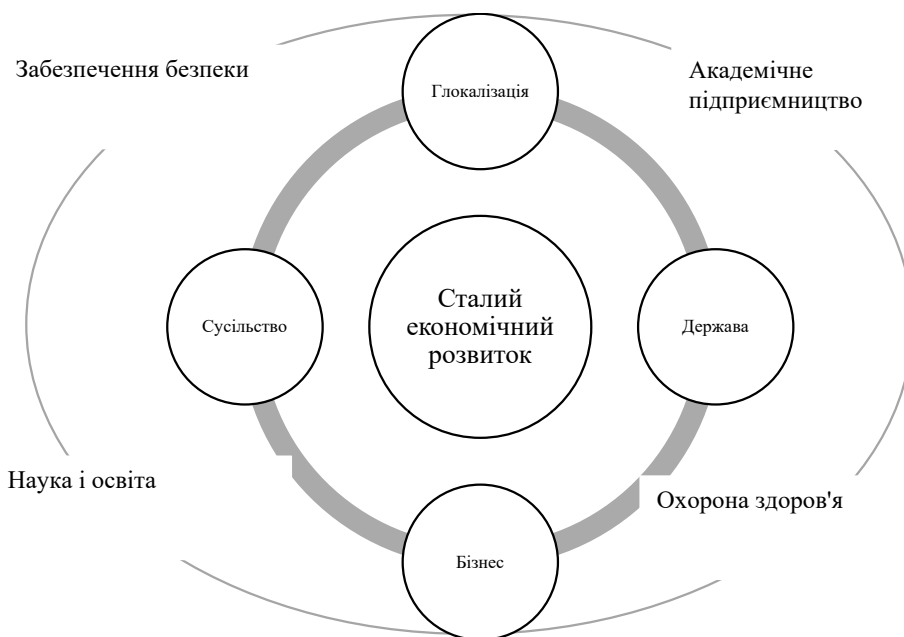 Забезпечення безпеки
Академічне
підприємництво
Глокалізація
Сусільство
Сталий
економічний
розвиток
Держава
Наука і освіта
Охорона здоров'я
Бізнес